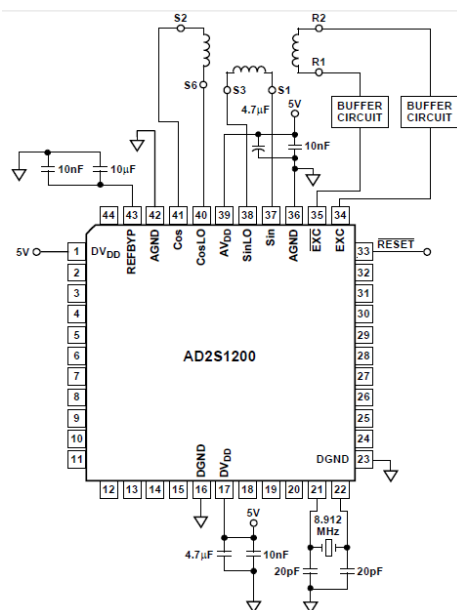 S2
R2
R1
S6
S3
S1
4.7µF
5V
BUFFER
CIRCUIT
BUFFER
CIRCUIT
10nF
10µF
10nF
44
43
42
41
40
39
38
37
36
35
34
5V
1
DVDD
REFBYP
AGND
Cos
CosLO
AVDD
SinLO
Sin
AGND
EXC
EXC
33
RESET
2
32
3
31
4
30
5
29
6
AD2S1200
28
7
27
8
26
9
25
10
24
11
DGND
DVDD
DGND
23
12
13
14
15
16
17
18
19
20
21
22
5V
8.912
MHz
4.7µF
10nF
20pF
20pF